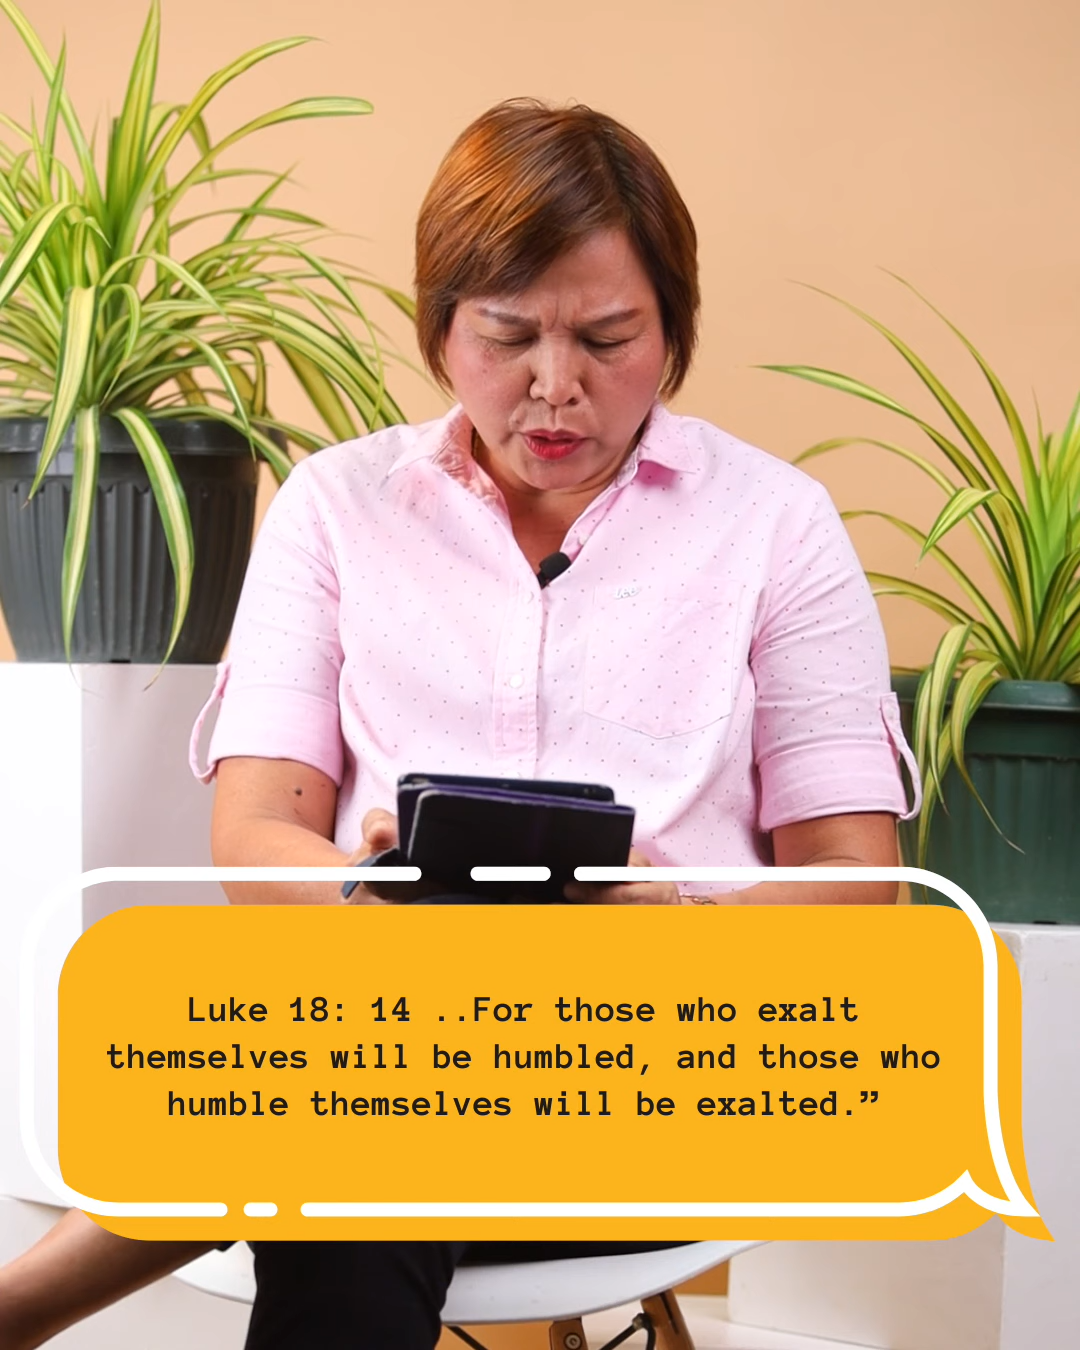 Lee
Luke 18: 14 ..For those who exalt
themselves will be humbled, and those who
humble themselves will be exalted.”